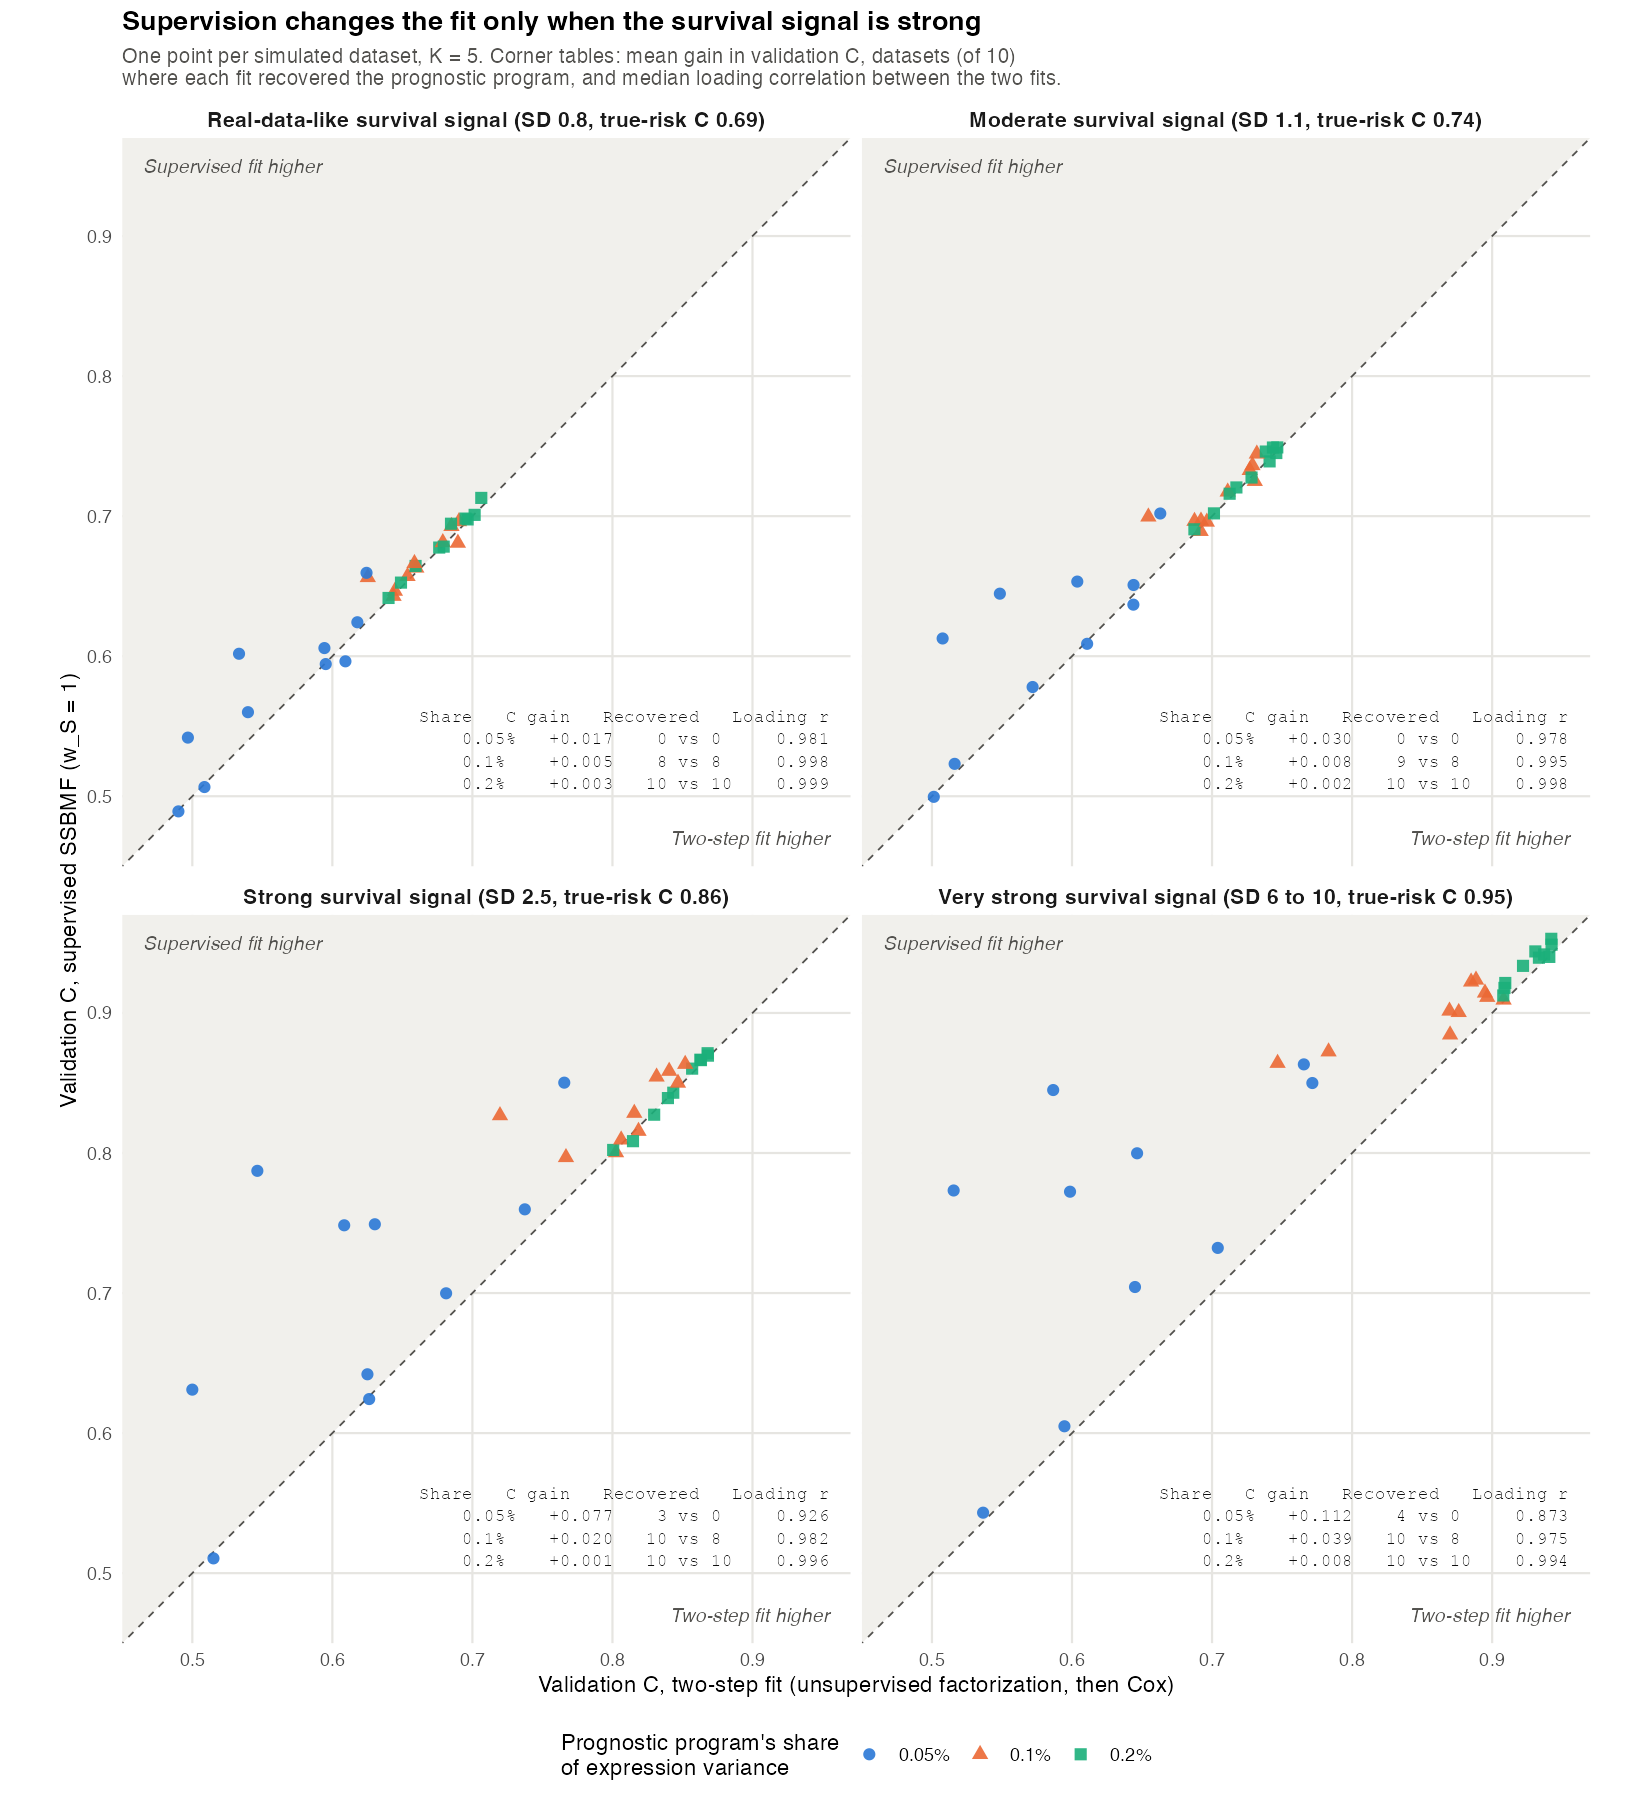 Supervision changes the fit only when the survival signal is strong
One point per simulated dataset, K = 5. Corner tables: mean gain in validation C, datasets (of 10)
where each fit recovered the prognostic program, and median loading correlation between the two fits.
Real-data-like survival signal (SD 0.8, true-risk C 0.69)
Supervised fit higher
0.9
0.8
0.7
0.6
0.5
Share C gain Recovered Loading r
0.05% +0.017 0 vs 0 0.981
0.1% +0.005 8 vs 8 0.998
0.2% +0.003 10 vs 10 0.999
Two-step fit higher
Moderate survival signal (SD 1.1, true-risk C 0.74)
Supervised fit higher
Share C gain Recovered Loading r
0.05% +0.030 0 vs 0 0.978
0.1% +0.008 9 vs 8 0.995
0.2% +0.002 10 vs 10 0.998
Two-step fit higher
Validation C, supervised SSBMF (w_S = 1)
Strong survival signal (SD 2.5, true-risk C 0.86)
Supervised fit higher
0.9
0.8
0.7
0.6
0.5
Share C gain Recovered Loading r
0.05% +0.077 3 vs 0 0.926
0.1% +0.020 10 vs 8 0.982
0.2% +0.001 10 vs 10 0.996
Two-step fit higher
0.5 0.6 0.7 0.8 0.9
Very strong survival signal (SD 6 to 10, true-risk C 0.95)
Supervised fit higher
Share C gain Recovered Loading r
0.05% +0.112 4 vs 0 0.873
0.1% +0.039 10 vs 8 0.975
0.2% +0.008 10 vs 10 0.994
Two-step fit higher
0.5 0.6 0.7 0.8 0.9
Validation C, two-step fit (unsupervised factorization, then Cox)
Prognostic program's share
of expression variance
0.05% 0.1% 0.2%